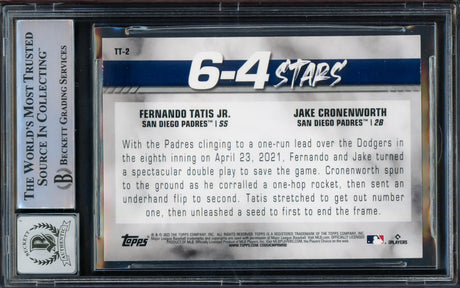 TT-2
6-4 STARS
FERNANDO TATIS JR.
SAN DIEGO PADRES™ | SS
JAKE CRONENWORTH
SAN DIEGO PADRES™ | 2B
With the Padres clinging to a one-run lead over the Dodgers
in the eighth inning on April 23, 2021, Fernando and Jake turned
a spectacular double play to save the game. Cronenworth spun
to the ground as he corralled a one-hop rocket, then sent an
underhand flip to second. Tatis stretched to get out number
one, then unleashed a seed to first to end the frame.
Topps
PLAYERS
THE WORLD'S MOST TRUSTED
SOURCE IN COLLECTING™
BECKETT GRADING SERVICES
BECKETT